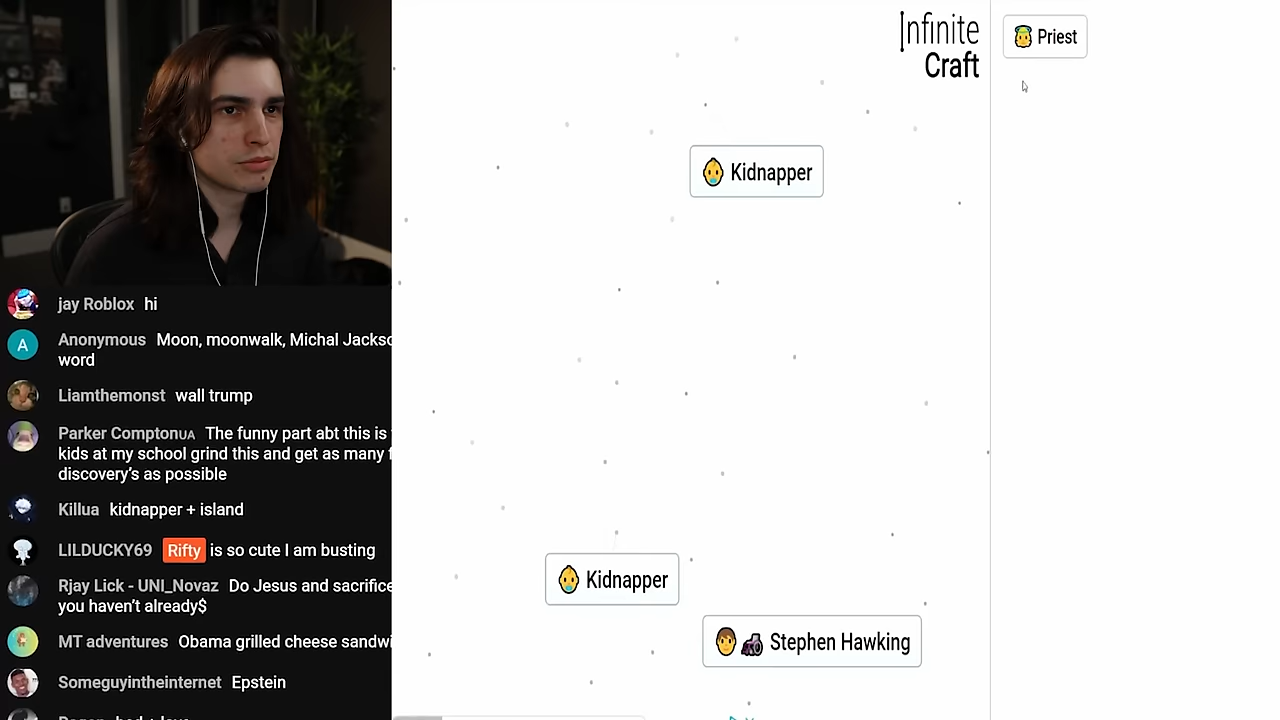 Infinite
Craft
Priest
Kidnapper
Kidnapper
Stephen Hawking
jay Roblox hi
A Anonymous Moon, moonwalk, Michal
word
Liamthemonst wall trump
Parker ComptonUA The funny part abt this is
kids at my school grind this and get as many
discovery's as possible
Killua kidnapper + island
LILDUCKY69 Rifty is so cute I am busting
Rjay Lick - UNI_Novaz Do Jesus and sacrifice
you haven't already$
MT adventures Obama grilled cheese
Someguyintheinternet Epstein